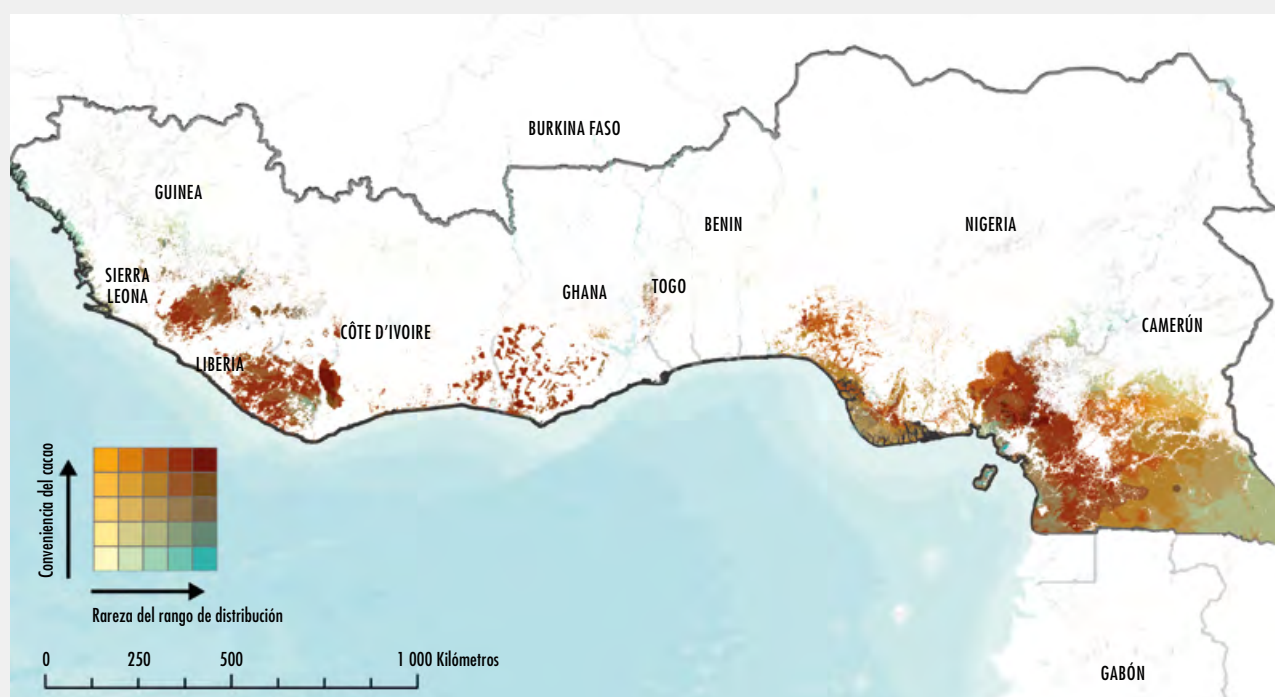 BURKINA FASO
GUINEA
BENIN
NIGERIA
SIERRA
LEONA
GHANA
TOGO
CÔTE D'IVOIRE
CAMERÚN
LIBERIA
Conveniencia del cacao
Rareza del rango de distribución
0 250 500 1 000 Kilómetros
GABÓN